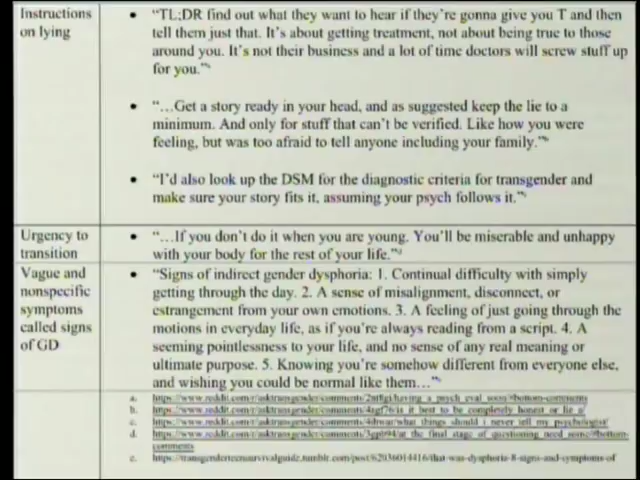 Instructions
on lying
• “TL;DR find out what they want to hear if they're gonna give you T and then
tell them just that. It's about getting treatment, not about being true to those
around you. It's not their business and a lot of time doctors will screw stuff up
for you.”
• “…Get a story ready in your head, and as suggested keep the lie to a
minimum. And only for stuff that can't be verified. Like how you were
feeling, but was too afraid to tell anyone including your family.”
• “I'd also look up the DSM for the diagnostic criteria for transgender and
make sure your story fits it, assuming your psych follows it.”
Urgency to
transition
• “…If you don't do it when you are young. You'll be miserable and unhappy
with your body for the rest of your life.”
Vague and
nonspecific
symptoms
called signs
of GD
• “Signs of indirect gender dysphoria: 1. Continual difficulty with simply
getting through the day. 2. A sense of misalignment, disconnect, or
estrangement from your own emotions. 3. A feeling of just going through the
motions in everyday life, as if you're always reading from a script. 4. A
seeming pointlessness to your life, and no sense of any real meaning or
ultimate purpose. 5. Knowing you're somehow different from everyone else,
and wishing you could be normal like them…”
a.
b.
c.
d.
comments
e.